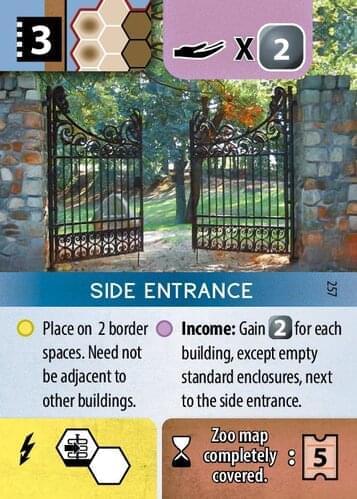 3
X 2
SIDE ENTRANCE
257
Place on 2 border
spaces. Need not
be adjacent to
other buildings.
Income: Gain 2 for each
building, except empty
standard enclosures, next
to the side entrance.
Zoo map
completely : 5
covered.